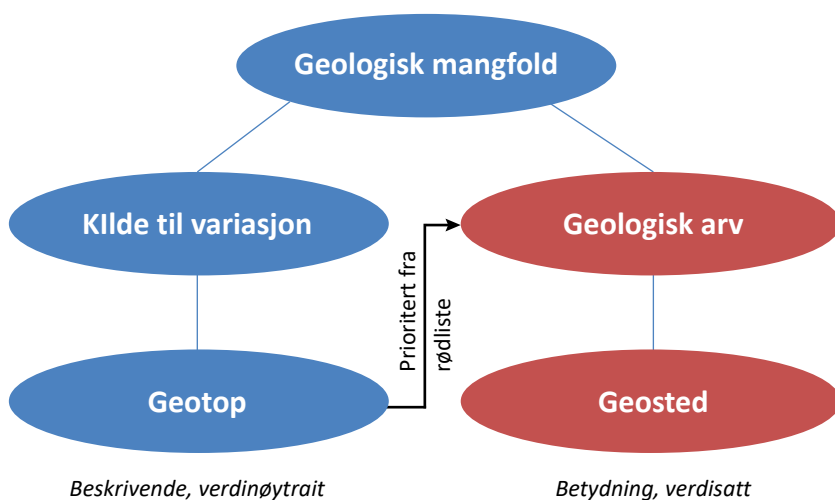 Geologisk mangfold
KIlde til variasjon
Geologisk arv
Prioritert fra
rødliste
Geotop
Geosted
Beskrivende, verdinøytrait
Betydning, verdisatt